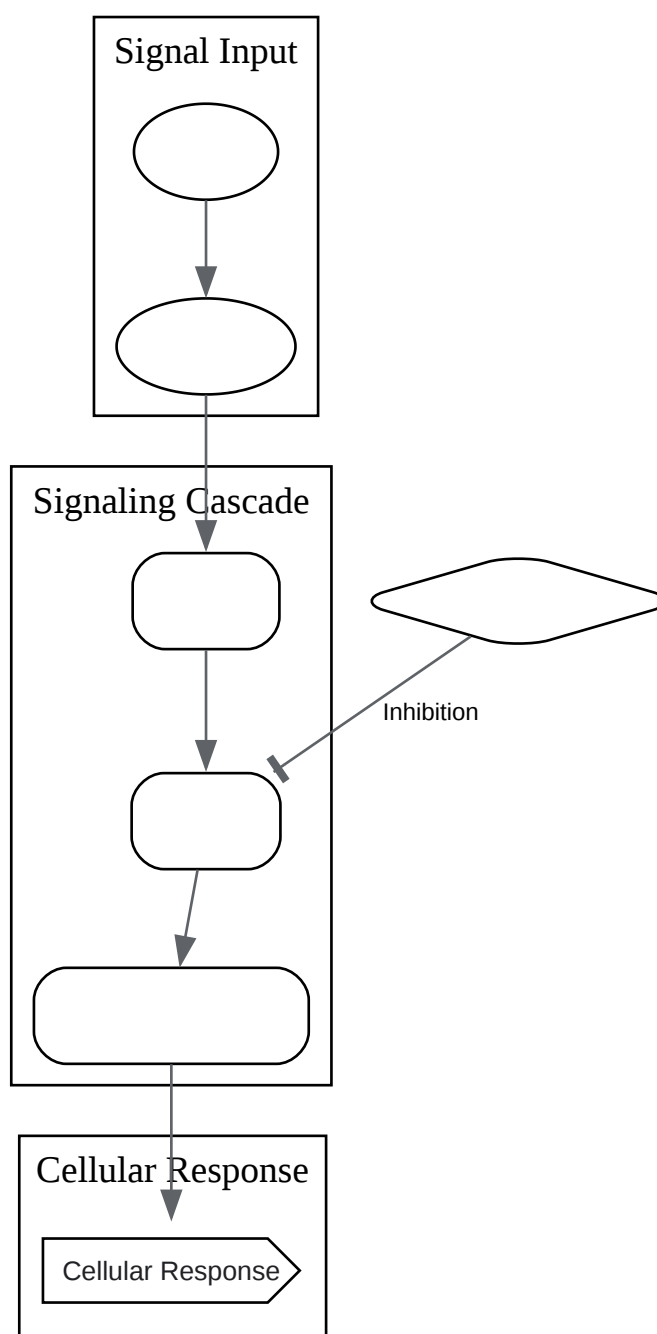 Signal Input
Signaling Cascade
Inhibition
Cellular Response
Cellular Response